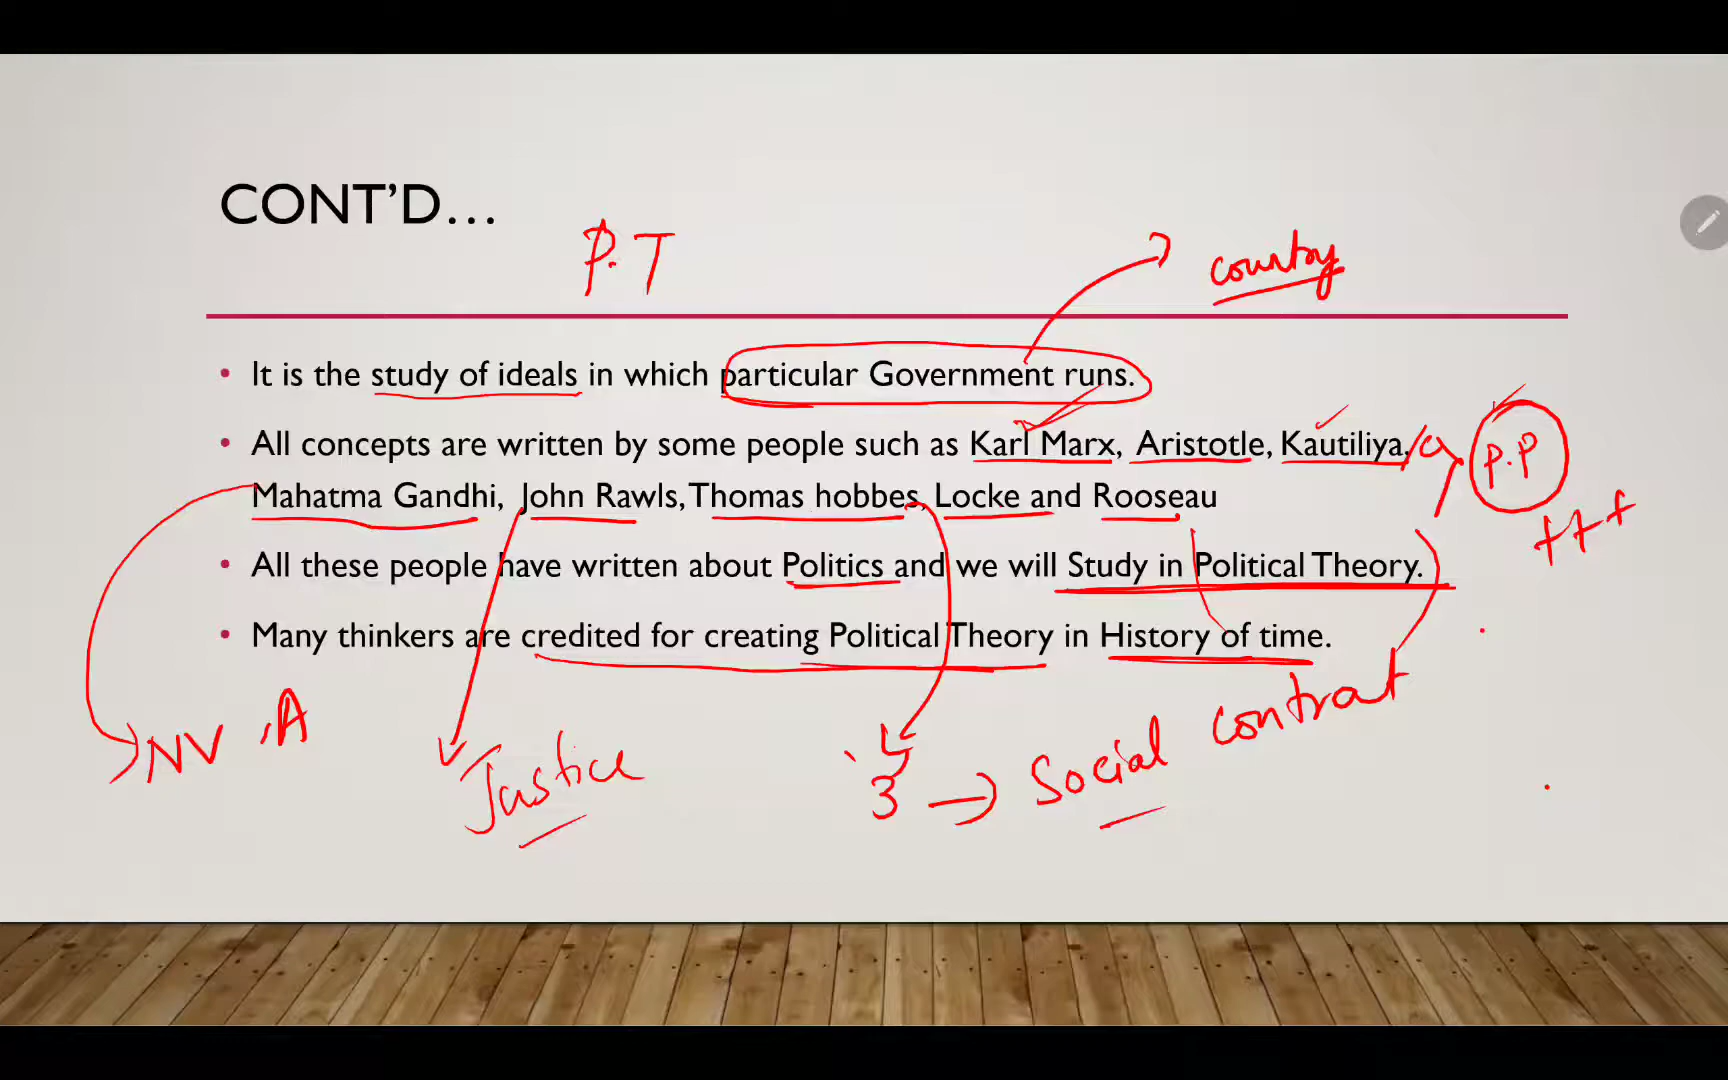 CONT'D...
P.T
country
• It is the study of ideals in which particular Government runs.
• All concepts are written by some people such as Karl Marx, Aristotle, Kautiliya,
P.P
Mahatma Gandhi, John Rawls, Thomas hobbes, Locke and Rooseau
+++
• All these people have written about Politics and we will Study in Political Theory.
• Many thinkers are credited for creating Political Theory in History of time.
NV, A
Justice
3 → Social contrat